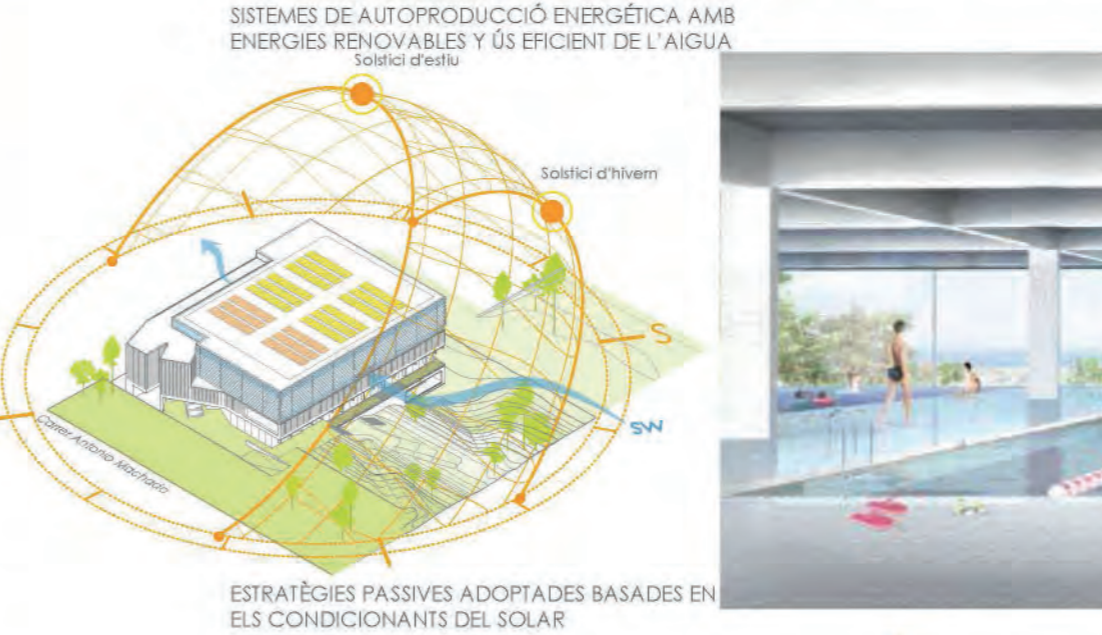 SISTEMES DE AUTOPRODUCCIÓ ENERGÉTICA AMB
ENERGIES RENOVABLES Y ÚS EFICIENT DE L'AIGUA
Solstici d'estiu
Solstici d'hivern
S
SW
Carrer Antonio Machado
ESTRATÈGIES PASSIVES ADOPTADES BASADES EN
ELS CONDICIONANTS DEL SOLAR